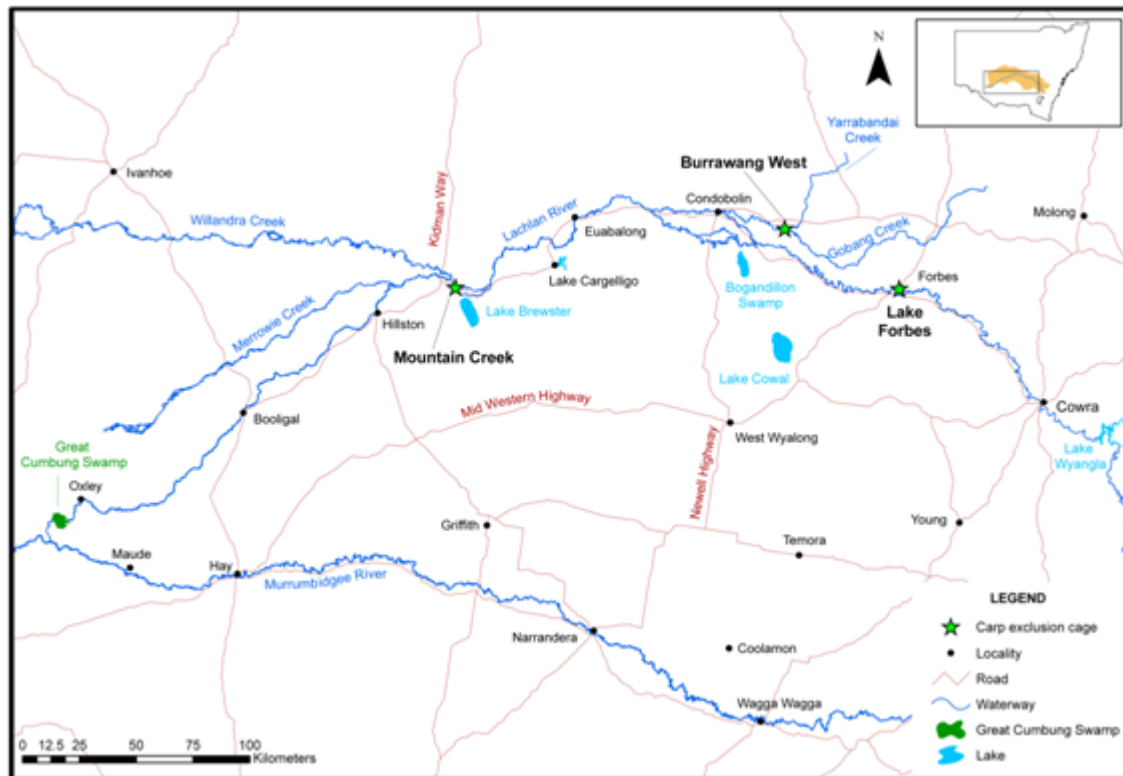 N
Yarrabandai
Creek
Burrawang West
Ivanhoe
Kidman Way
Willandra Creek
Lachlan River
Condobolin
Molong
Euabalong
Gobang Creek
Lake Cargelligo
Bogandillon
Swamp
Forbes
Lake
Forbes
Merrowie Creek
Lake Brewster
Hillston
Mountain Creek
Lake Cowal
Mid Western Highway
Booligal
Cowra
West Wyalong
Great
Cumbung Swamp
Lake
Wyangla
Newell Highway
Oxley
Griffith
Young
Temora
Maude
Hay
Murrumbidgee River
LEGEND
Carp exclusion cage
Narrandera
Locality
Coolamon
Road
Waterway
Wagga Wagga
Great Cumbung Swamp
0 12.5 25 50 75 100
Kilometers
Lake